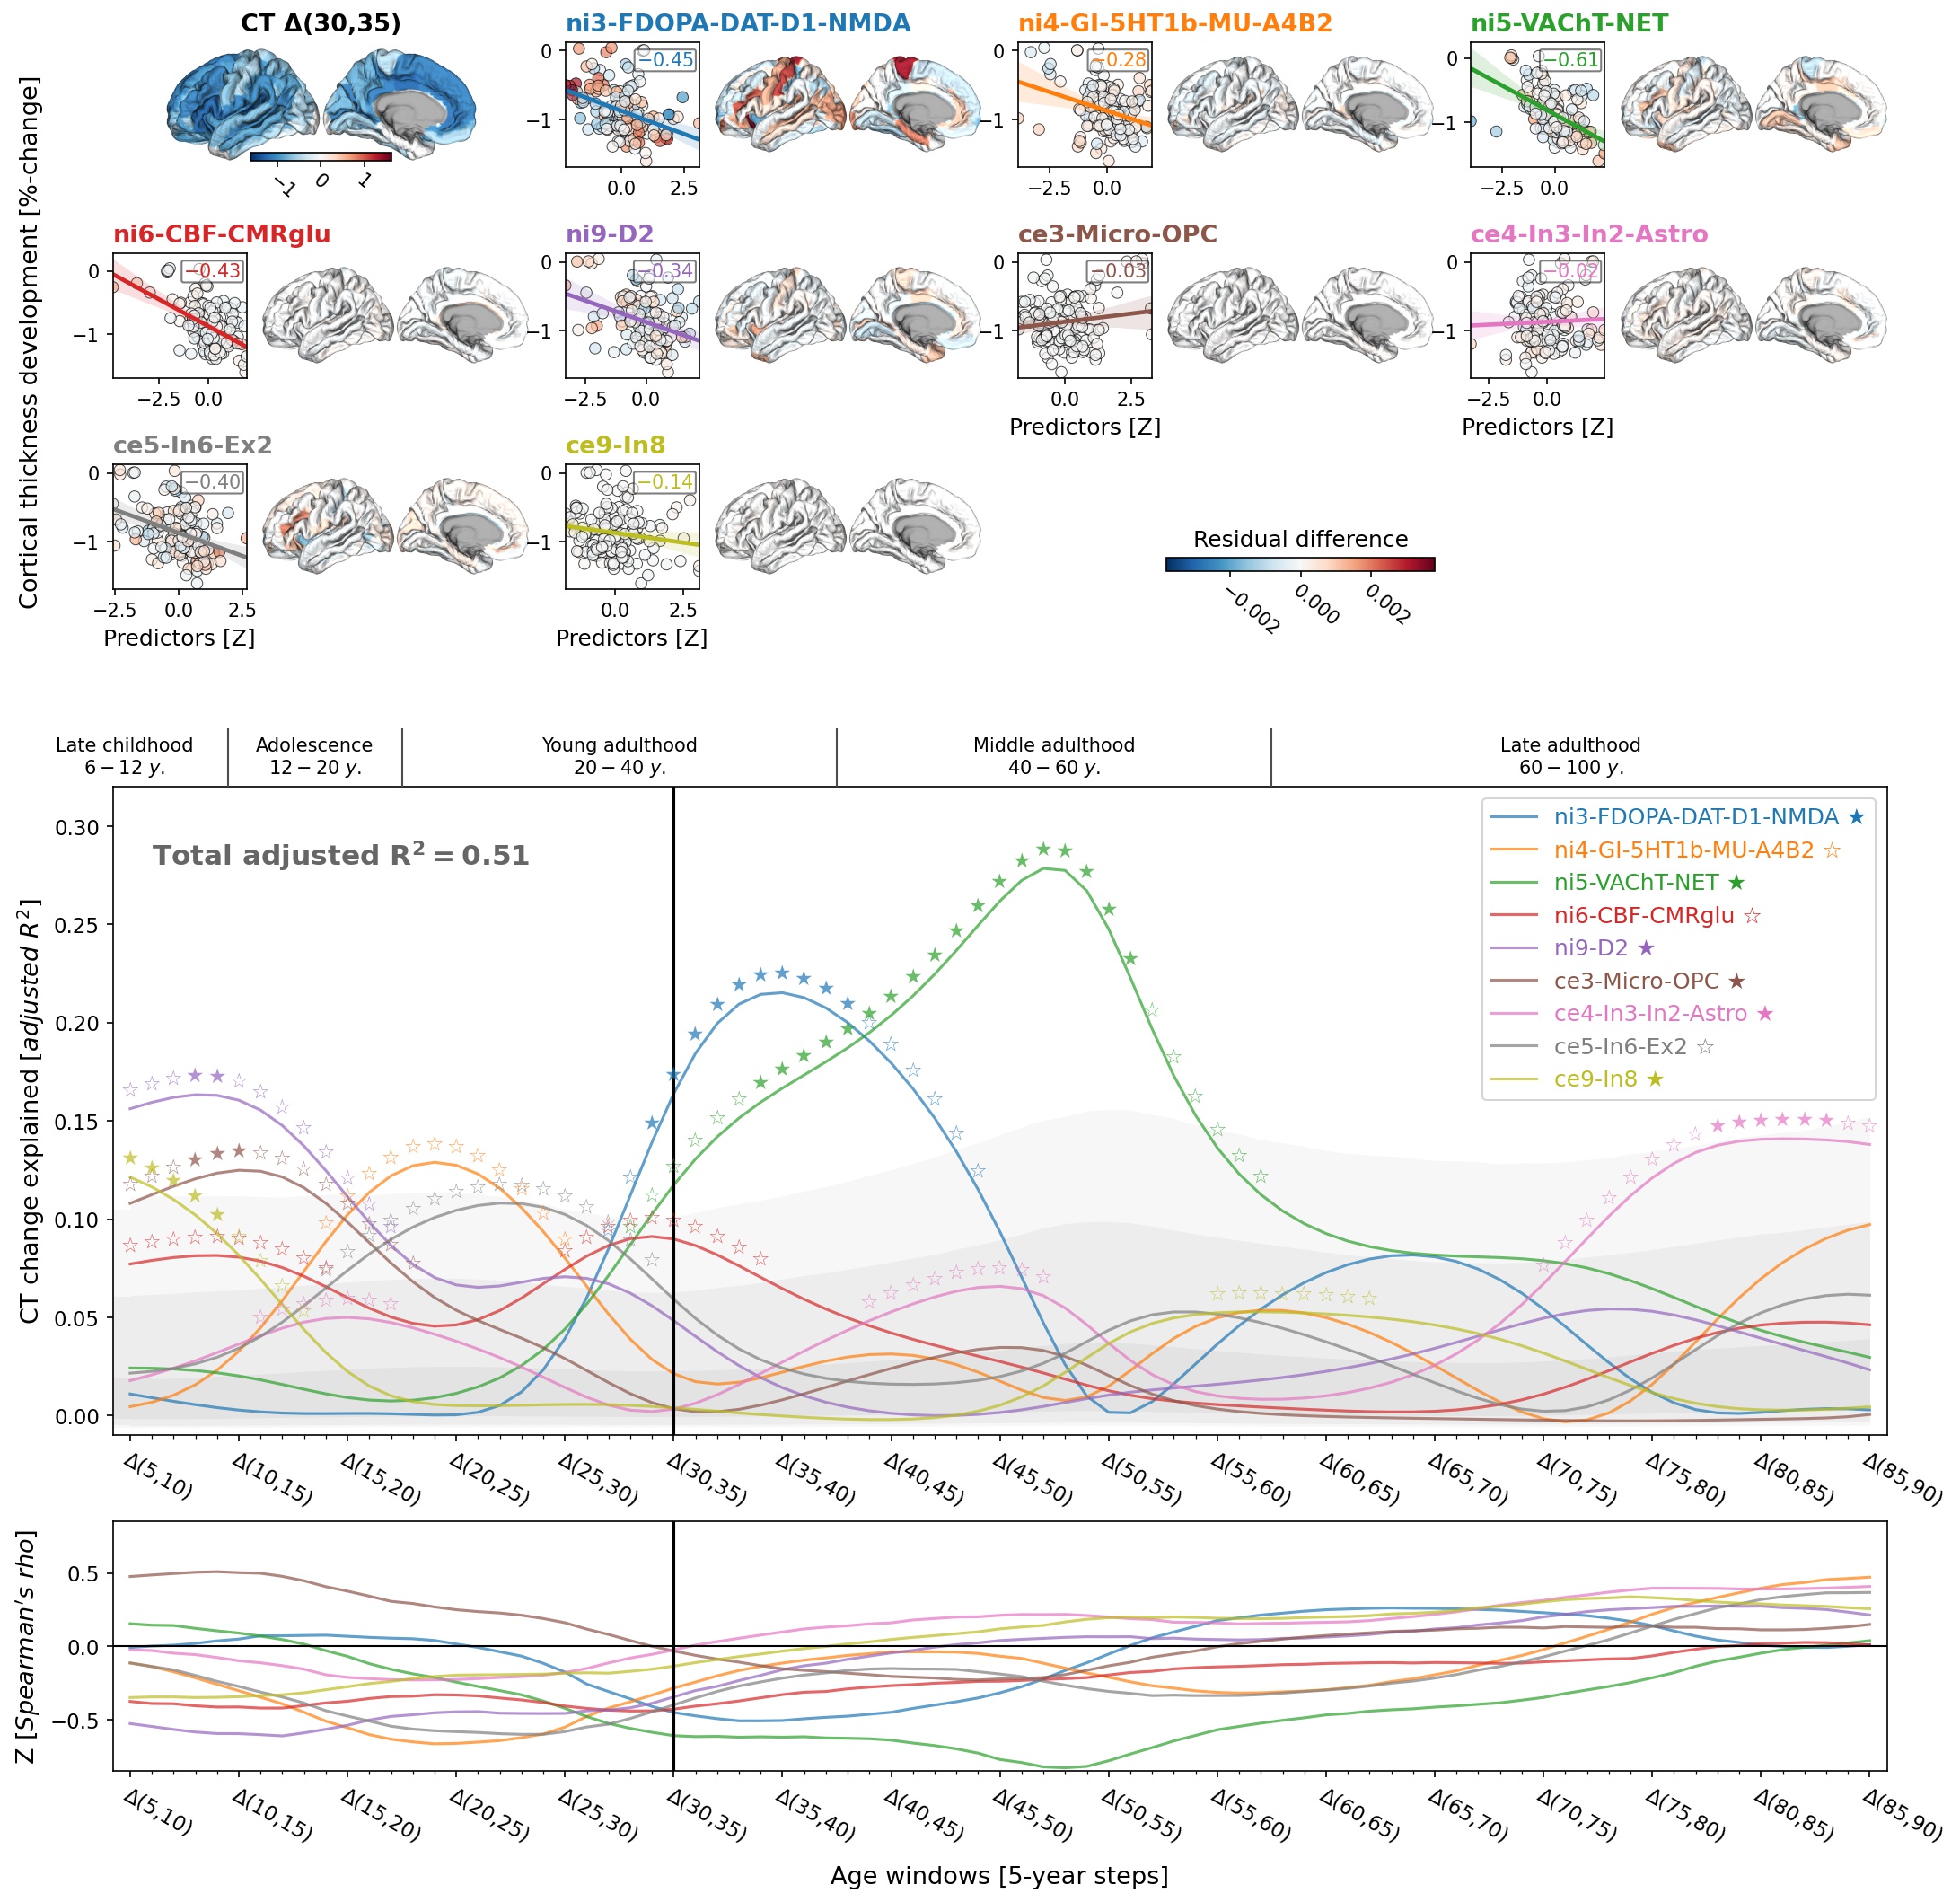 CT Δ(30,35)
ni3-FDOPA-DAT-D1-NMDA
ni4-GI-5HT1b-MU-A4B2
ni5-VAChT-NET
Cortical thickness development [%-change]
−1 0 1
0
−1
−0.45
0.0 2.5
0
−1
−0.28
−2.5 0.0
0
−1
−0.61
−2.5 0.0
ni6-CBF-CMRglu
ni9-D2
ce3-Micro-OPC
ce4-In3-In2-Astro
0
−1
−0.43
−2.5 0.0
0
−1
−0.34
−2.5 0.0
0
−1
−0.03
0.0 2.5
Predictors [Z]
0
−1
−0.02
−2.5 0.0
Predictors [Z]
ce5-In6-Ex2
ce9-In8
0
−1
−0.40
−2.5 0.0 2.5
Predictors [Z]
0
−1
−0.14
0.0 2.5
Predictors [Z]
Residual difference
−0.002 0.000 0.002
Late childhood
6 − 12 y.
Adolescence
12 − 20 y.
Young adulthood
20 − 40 y.
Middle adulthood
40 − 60 y.
Late adulthood
60 − 100 y.
CT change explained [adjusted R²]
0.30
0.25
0.20
0.15
0.10
0.05
0.00
Total adjusted R² = 0.51
ni3-FDOPA-DAT-D1-NMDA ★
ni4-GI-5HT1b-MU-A4B2 ☆
ni5-VAChT-NET ★
ni6-CBF-CMRglu ☆
ni9-D2 ★
ce3-Micro-OPC ★
ce4-In3-In2-Astro ★
ce5-In6-Ex2 ☆
ce9-In8 ★
Δ(5,10) Δ(10,15) Δ(15,20) Δ(20,25) Δ(25,30) Δ(30,35) Δ(35,40) Δ(40,45) Δ(45,50) Δ(50,55) Δ(55,60) Δ(60,65) Δ(65,70) Δ(70,75) Δ(75,80) Δ(80,85) Δ(85,90)
Z [Spearman's rho]
0.5
0.0
−0.5
Δ(5,10) Δ(10,15) Δ(15,20) Δ(20,25) Δ(25,30) Δ(30,35) Δ(35,40) Δ(40,45) Δ(45,50) Δ(50,55) Δ(55,60) Δ(60,65) Δ(65,70) Δ(70,75) Δ(75,80) Δ(80,85) Δ(85,90)
Age windows [5-year steps]